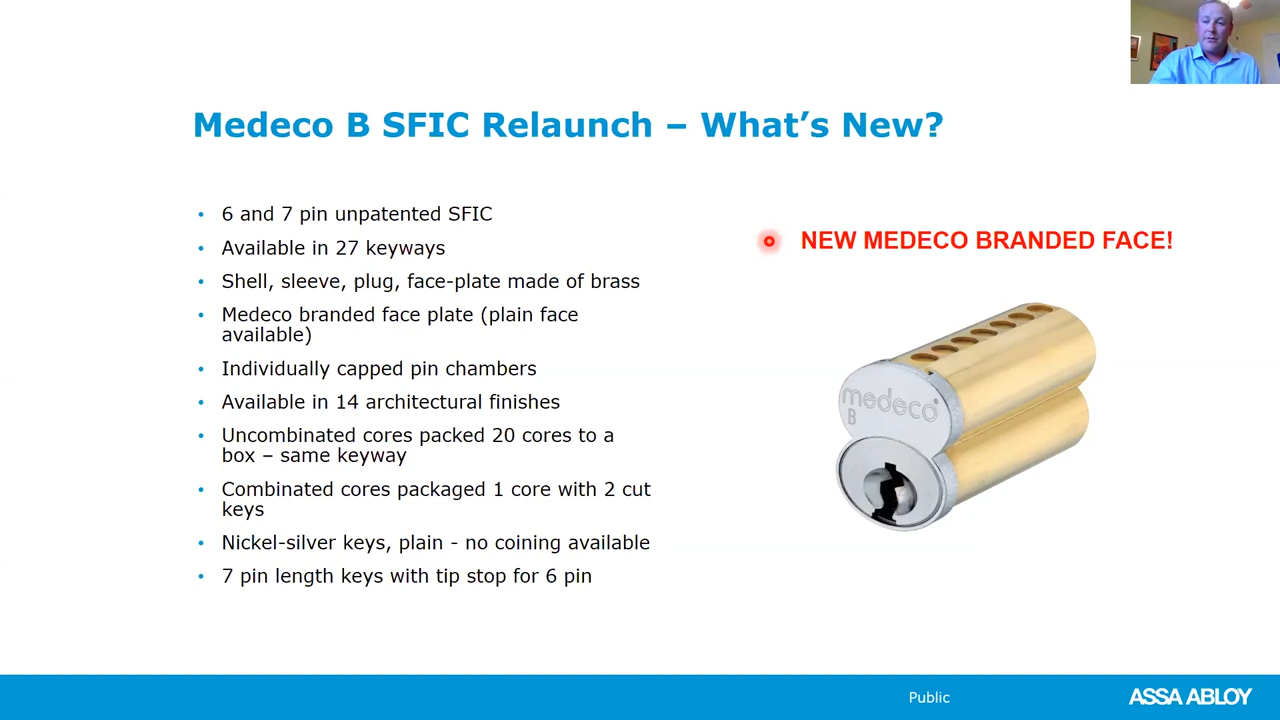 Medeco B SFIC Relaunch – What’s New?
• 6 and 7 pin unpatented SFIC
• Available in 27 keyways
• Shell, sleeve, plug, face-plate made of brass
• Medeco branded face plate (plain face
available)
• Individually capped pin chambers
• Available in 14 architectural finishes
• Uncombinated cores packed 20 cores to a
box – same keyway
• Combinated cores packaged 1 core with 2 cut
keys
• Nickel-silver keys, plain - no coining available
• 7 pin length keys with tip stop for 6 pin
NEW MEDECO BRANDED FACE!
medeco
B
Public
ASSA ABLOY